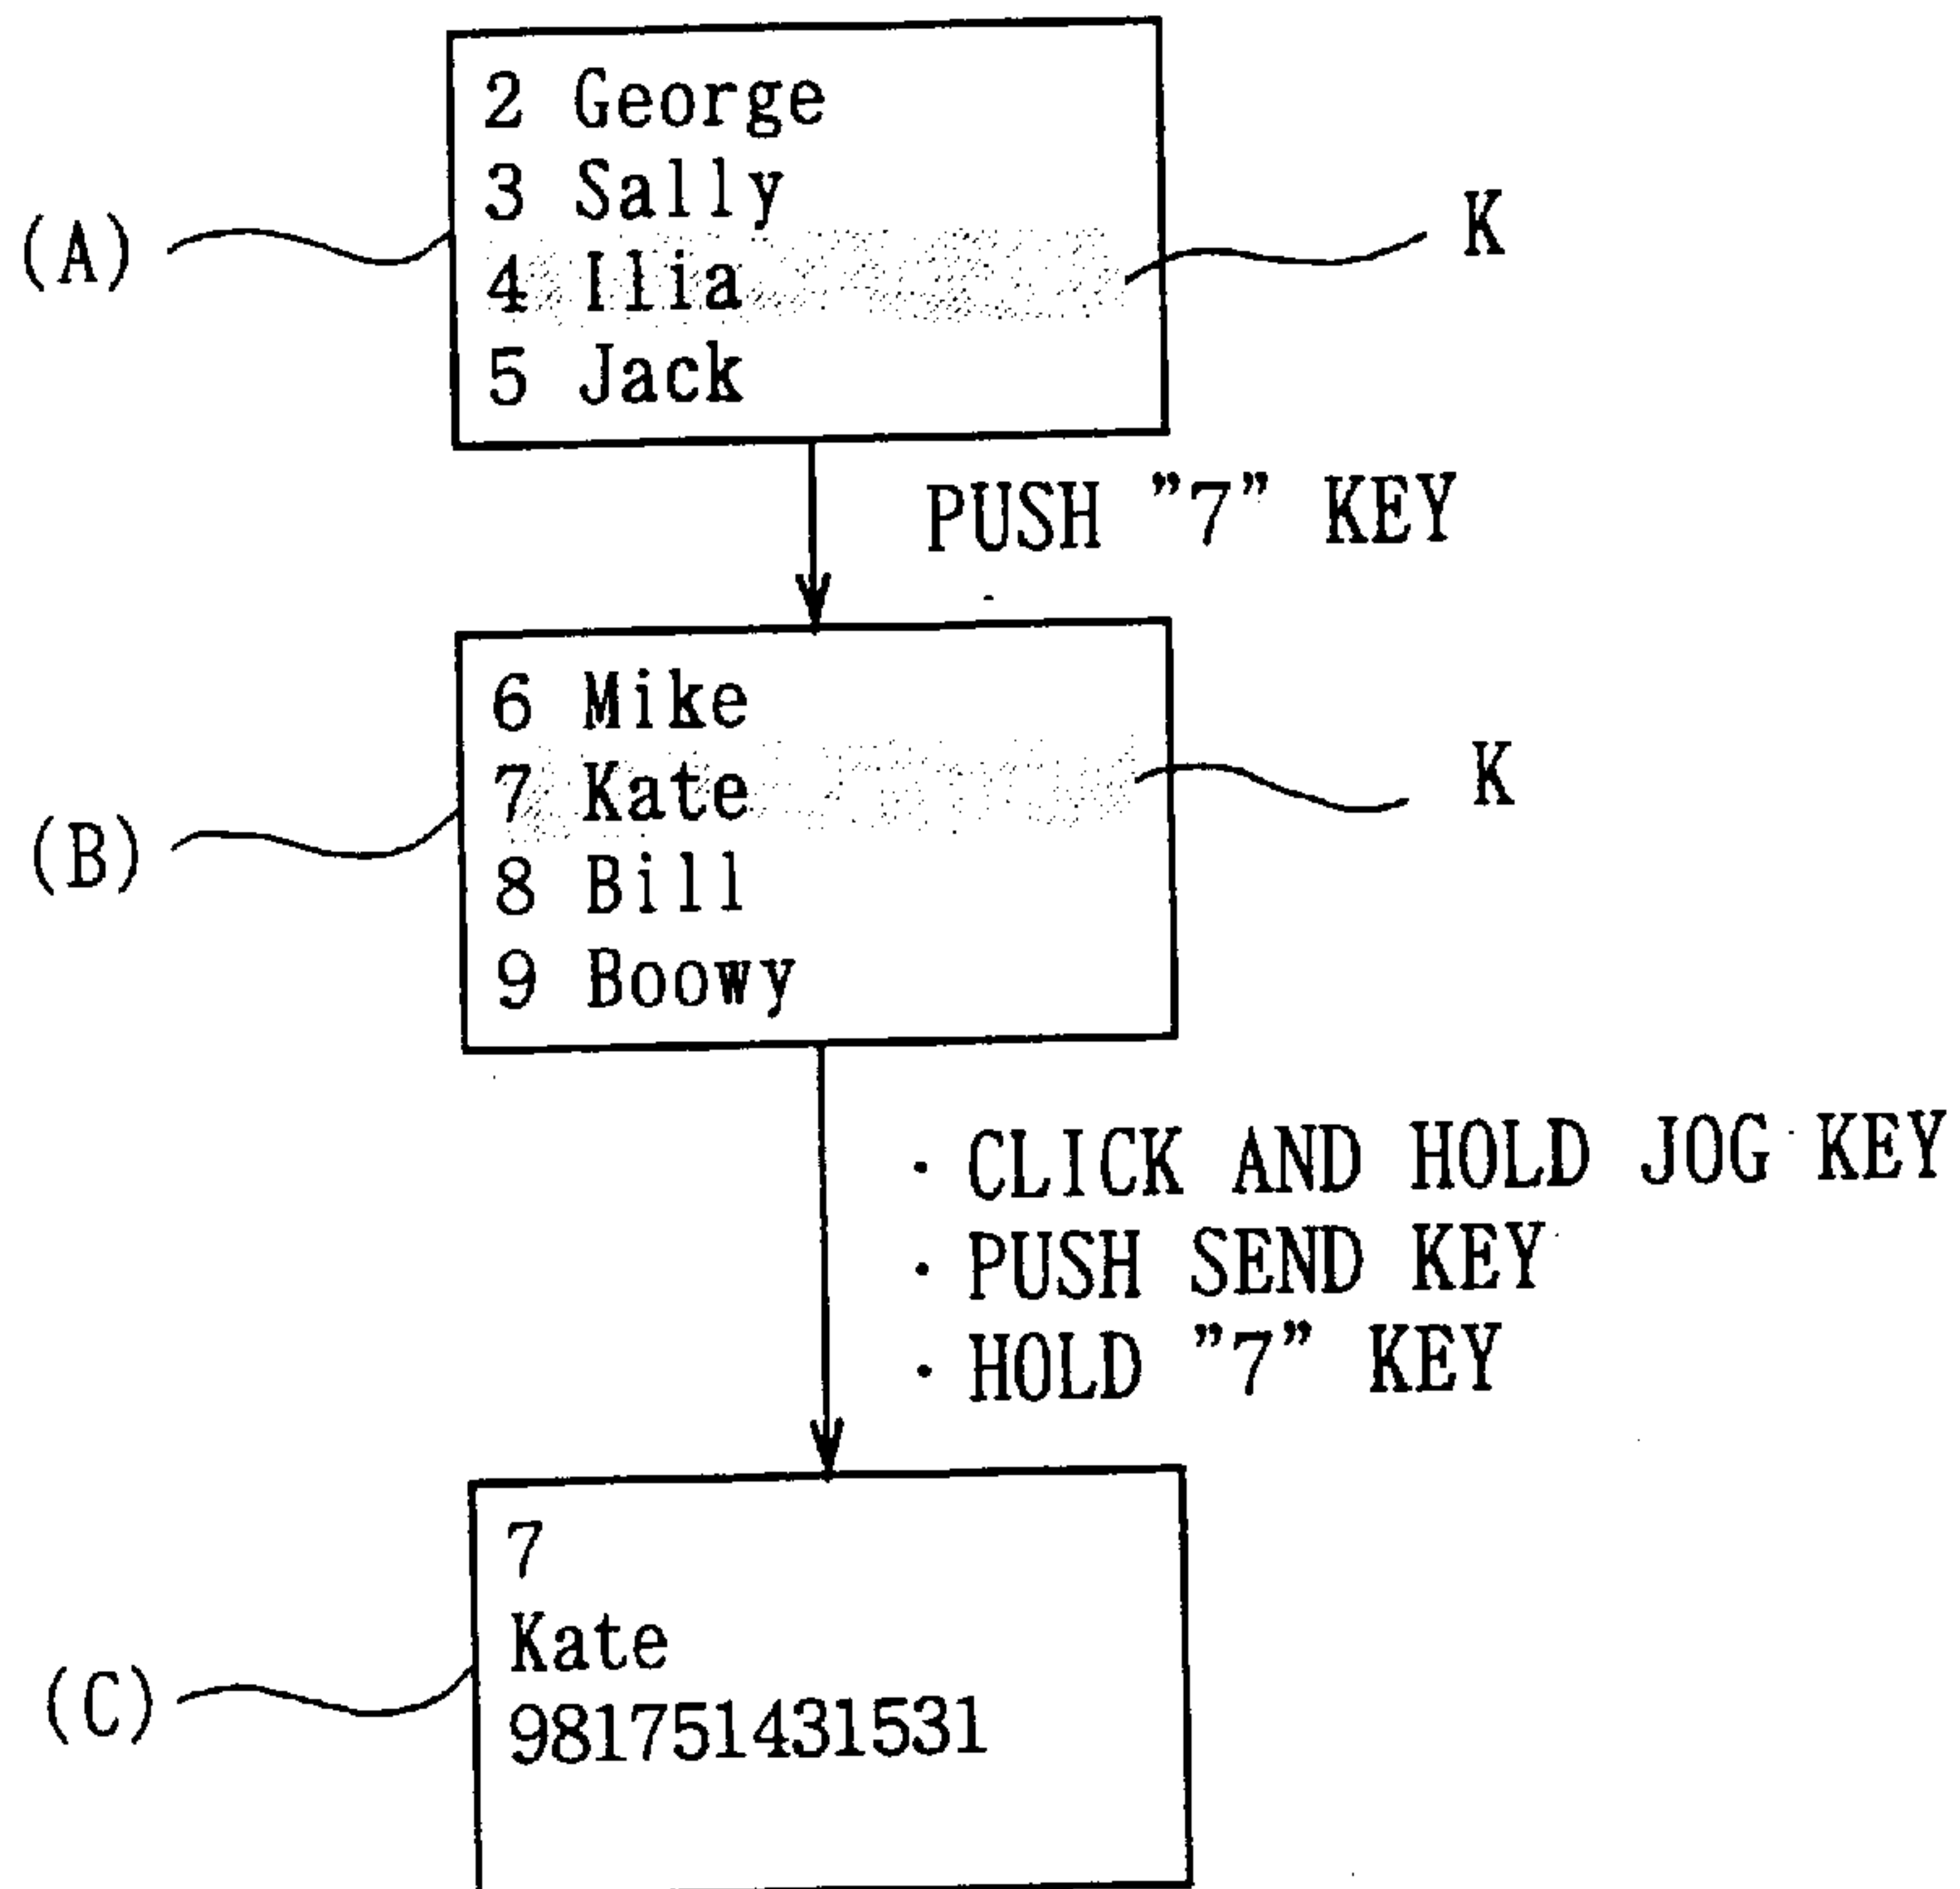 2 George
3 Sally
(A)
K
4 Ilia
5 Jack
PUSH ”7” KEY
6 Mike
7 Kate
K
(B)
8 Bill
9 Boowy
· CLICK AND HOLD JOG KEY
· PUSH SEND KEY
· HOLD ”7” KEY
7
Kate
(C)
981751431531